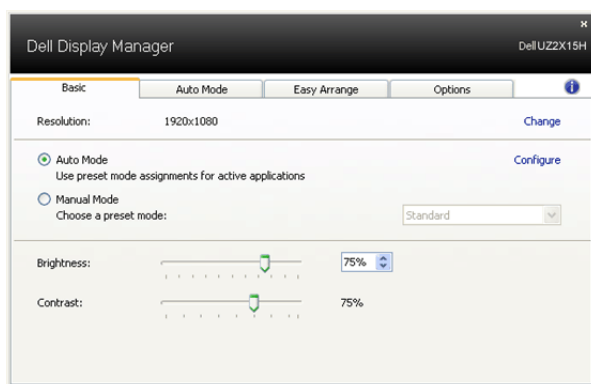 Dell Display Manager
Dell UZ2X15H
Basic Auto Mode Easy Arrange Options
Resolution: 1920x1080 Change
Auto Mode Configure
Use preset mode assignments for active applications
Manual Mode
Choose a preset mode: Standard
Brightness: 75%
Contrast: 75%